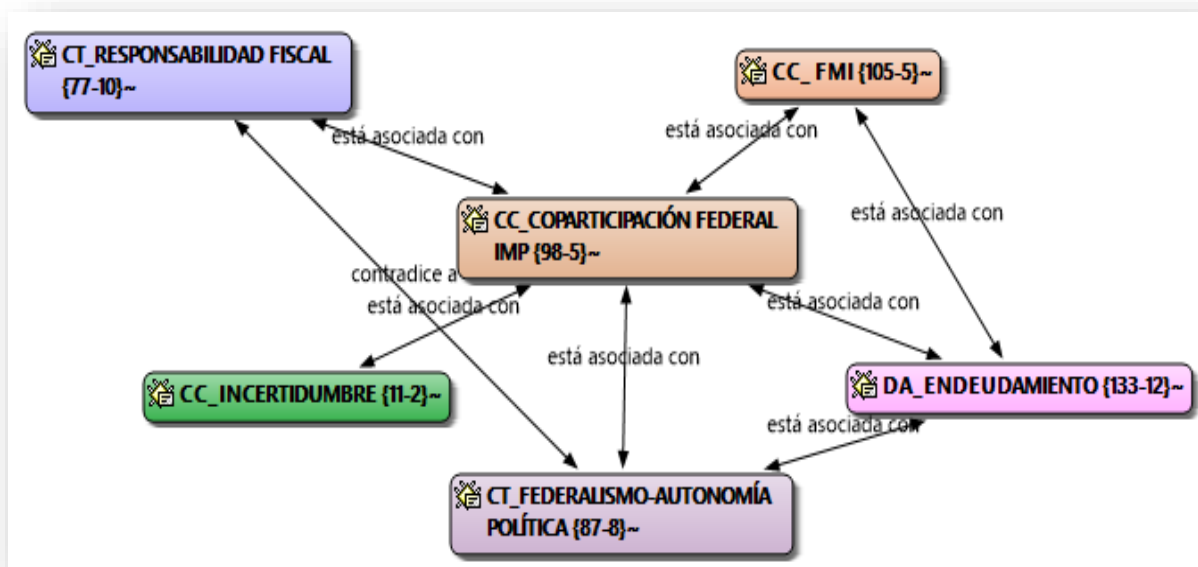 CT_RESPONSABILIDAD FISCAL
{77-10}~
CC_ FMI {105-5}~
está asociada con
está asociada con
está asociada con
CC_COPARTICIPACIÓN FEDERAL
IMP {98-5}~
contradice a
está asociada con
está asociada con
está asociada con
CC_INCERTIDUMBRE {11-2}~
DA_ENDEUDAMIENTO {133-12}~
está asociada con
CT_FEDERALISMO-AUTONOMÍA
POLÍTICA {87-8}~